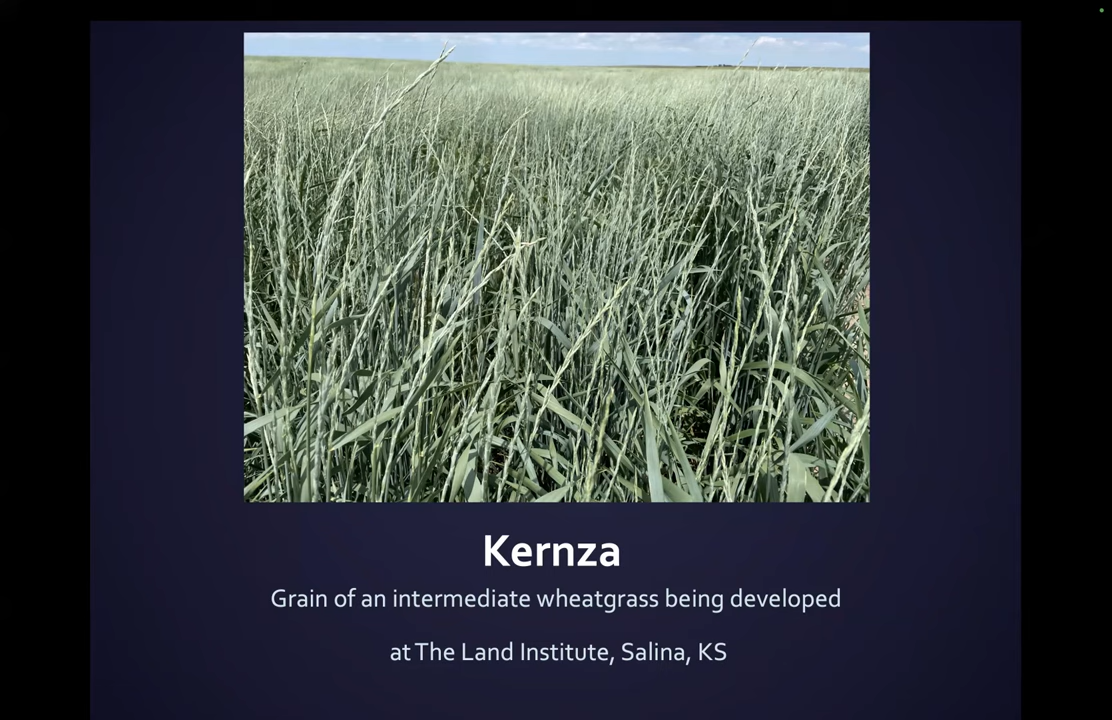 Kernza
Grain of an intermediate wheatgrass being developed
at The Land Institute, Salina, KS